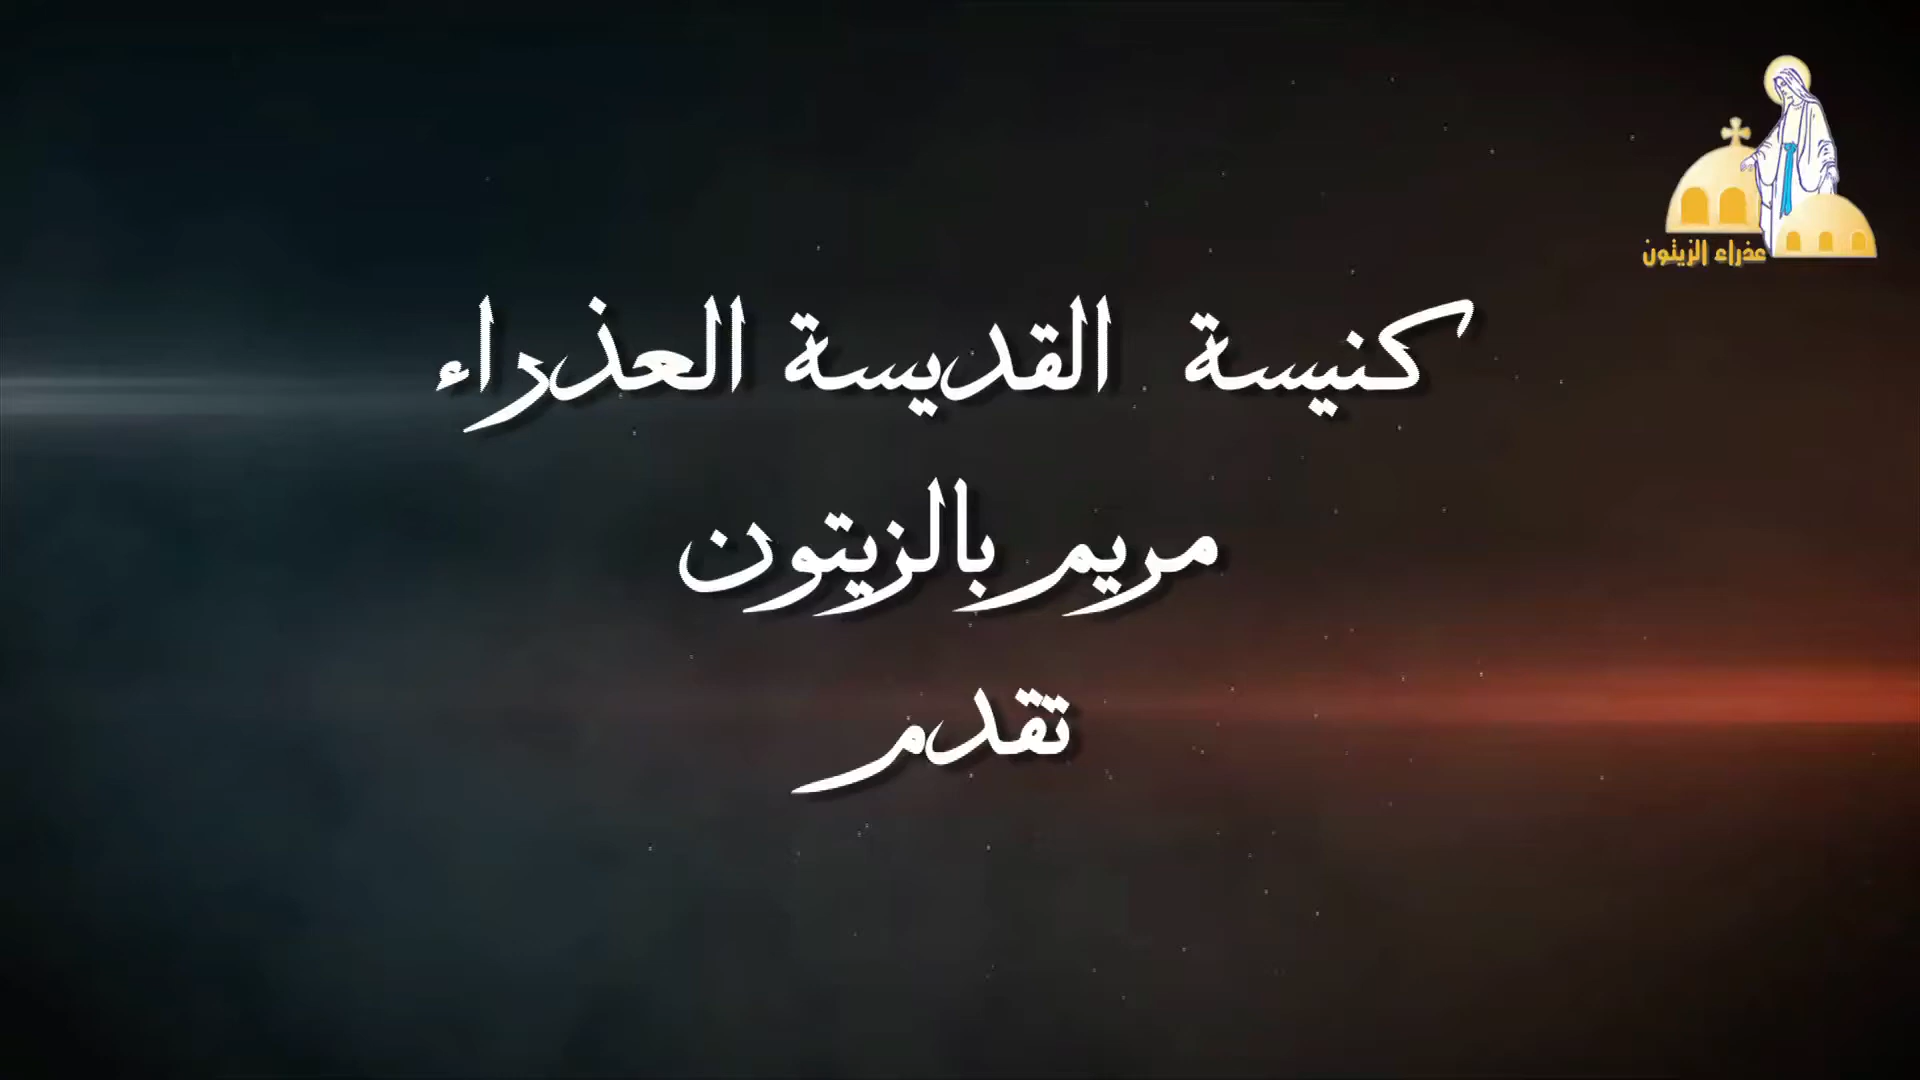 عذراء الزيتون
كنيسة القديسة العذراء
مريم بالزيتون
تقدم